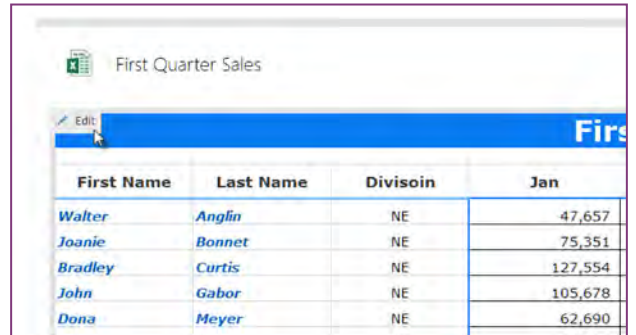 First Quarter Sales
Edit
Firs
First Name Last Name Divisoin Jan
Walter Anglin NE 47,657
Joanie Bonnet NE 75,351
Bradley Curtis NE 127,554
John Gabor NE 105,678
Dona Meyer NE 62,690